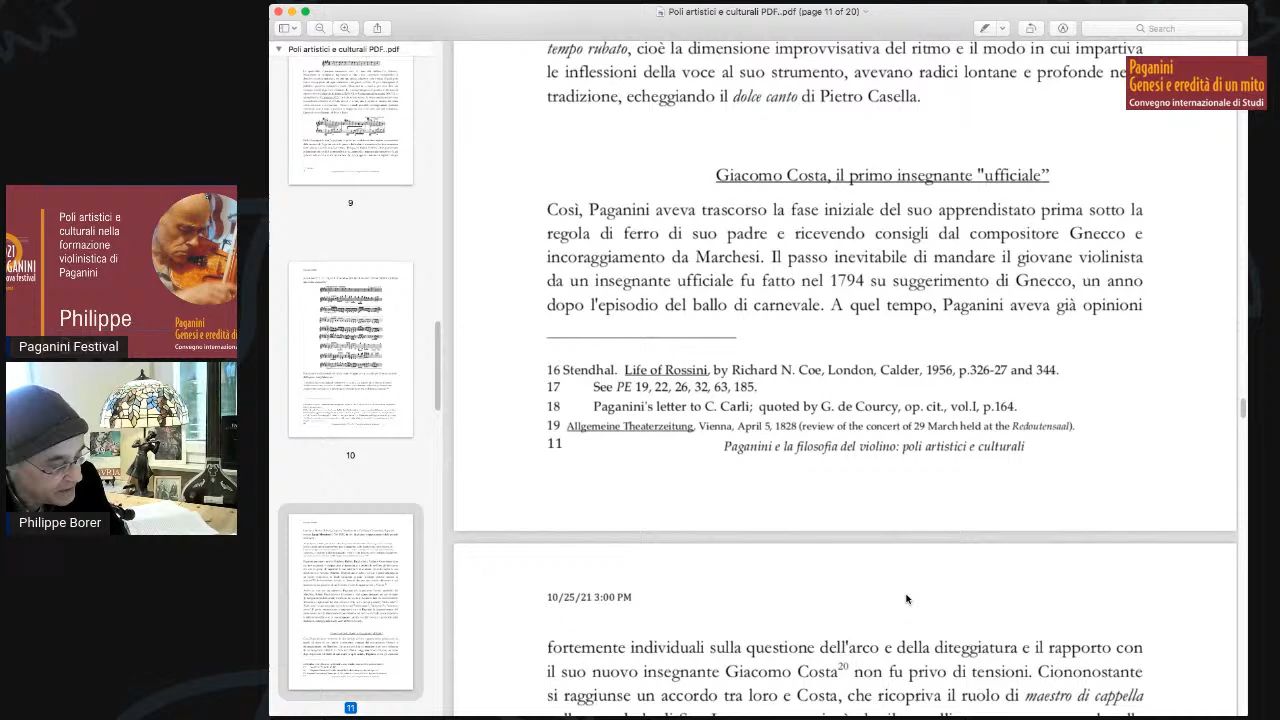 Poli artistici e culturali PDF..pdf (page 11 of 20)
Search
Poli artistici e culturali PDF..pdf
9
10
11
tempo rubato, cioè la dimensione improvvisativa del ritmo e il modo in cui impartiva
le inflessioni della voce al
tradizione, echeggiando il suo
Casella.
Paganini
Genesi e eredità di un mito
Convegno internazionale di Studi
Giacomo Costa, il primo insegnante "ufficiale”
Così, Paganini aveva trascorso la fase iniziale del suo apprendistato prima sotto la
regola di ferro di suo padre e ricevendo consigli dal compositore Gnecco e
incoraggiamento da Marchesi. Il passo inevitabile di mandare il giovane violinista
da un insegnante ufficiale fu fatto nel 1794 su suggerimento di Gnecco, un anno
dopo l'episodio del ballo di carnevale. A quel tempo, Paganini aveva già opinioni
16 Stendhal. Life of Rossini, by Richard N. Coe, London, Calder, 1956, p.326-27 and 344.
17 See PE 19, 22, 26, 32, 63, 185.
18 Paganini's letter to C.
de Courcy, op. cit., vol.I, p.164.
19 Allgemeine Theaterzeitung, Vienna, April 5, 1828 (review of the concert of 29 March held at the Redoutensaal).
11 Paganini e la filosofia del violino: poli artistici e culturali
10/25/21 3:00 PM
fortemente individuali sulla questione dell'arco e della diteggiatura e il rapporto con
il suo nuovo insegnante Giacomo Costa20 non fu privo di tensioni. Ciononostante
si raggiunse un accordo tra loro e Costa, che ricopriva il ruolo di maestro di cappella
Poli artistici e
culturali nella
formazione
violinistica di
Paganini
Philippe
Paganini
Genesi e eredità di
Convegno internazionale
Paganini Festival
Philippe Borer